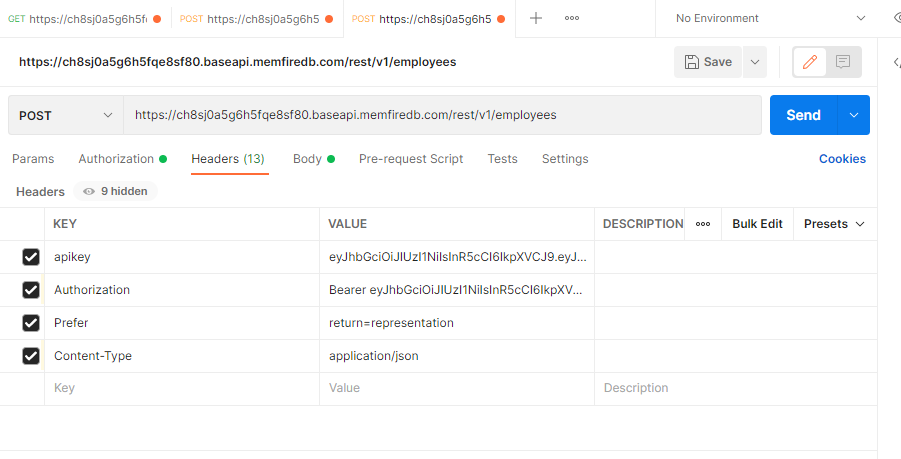 GET https://ch8sj0a5g6h5f POST https://ch8sj0a5g6h5 POST https://ch8sj0a5g6h5 No Environment
https://ch8sj0a5g6h5fqe8sf80.baseapi.memfiredb.com/rest/v1/employees Save
POST https://ch8sj0a5g6h5fqe8sf80.baseapi.memfiredb.com/rest/v1/employees Send
Params Authorization Headers (13) Body Pre-request Script Tests Settings Cookies
Headers 9 hidden
KEY VALUE DESCRIPTION Bulk Edit Presets
apikey eyJhbGciOiJIUzI1NiIsInR5cCI6IkpXVCJ9.eyJ...
Authorization Bearer eyJhbGciOiJIUzI1NiIsInR5cCI6IkpXV...
Prefer return=representation
Content-Type application/json
Key Value Description